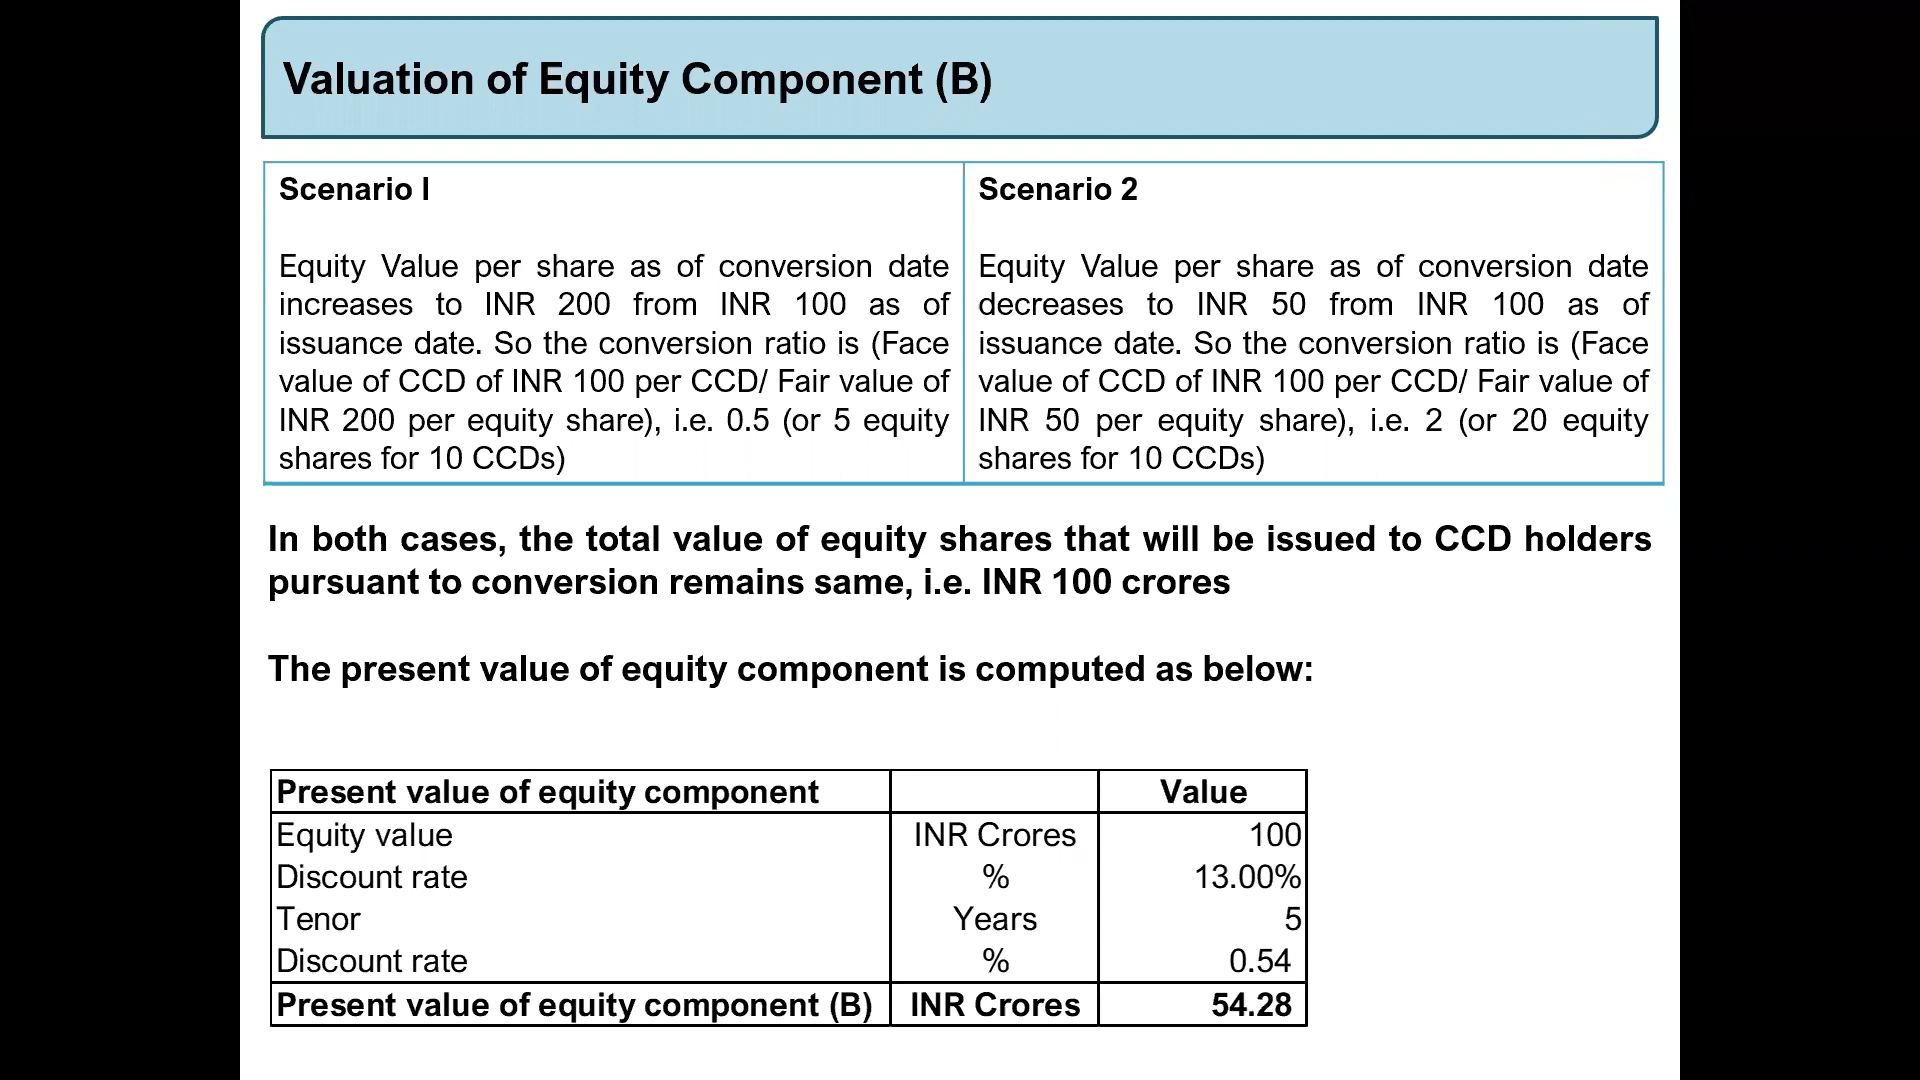 Valuation of Equity Component (B)
Scenario I
Equity Value per share as of conversion date
increases to INR 200 from INR 100 as of
issuance date. So the conversion ratio is (Face
value of CCD of INR 100 per CCD/ Fair value of
INR 200 per equity share), i.e. 0.5 (or 5 equity
shares for 10 CCDs)
Scenario 2
Equity Value per share as of conversion date
decreases to INR 50 from INR 100 as of
issuance date. So the conversion ratio is (Face
value of CCD of INR 100 per CCD/ Fair value of
INR 50 per equity share), i.e. 2 (or 20 equity
shares for 10 CCDs)
In both cases, the total value of equity shares that will be issued to CCD holders
pursuant to conversion remains same, i.e. INR 100 crores
The present value of equity component is computed as below:
Present value of equity component Value
Equity value INR Crores 100
Discount rate % 13.00%
Tenor Years 5
Discount rate % 0.54
Present value of equity component (B) INR Crores 54.28